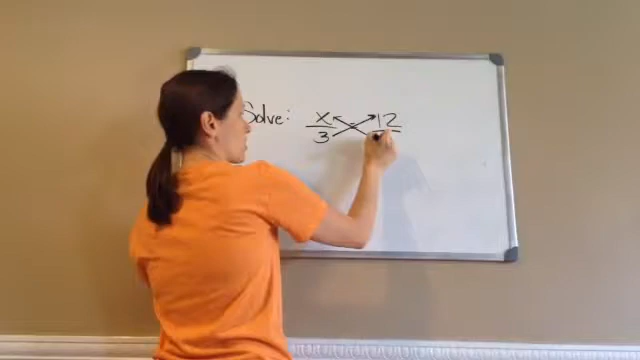 Solve: x/3 = 12/